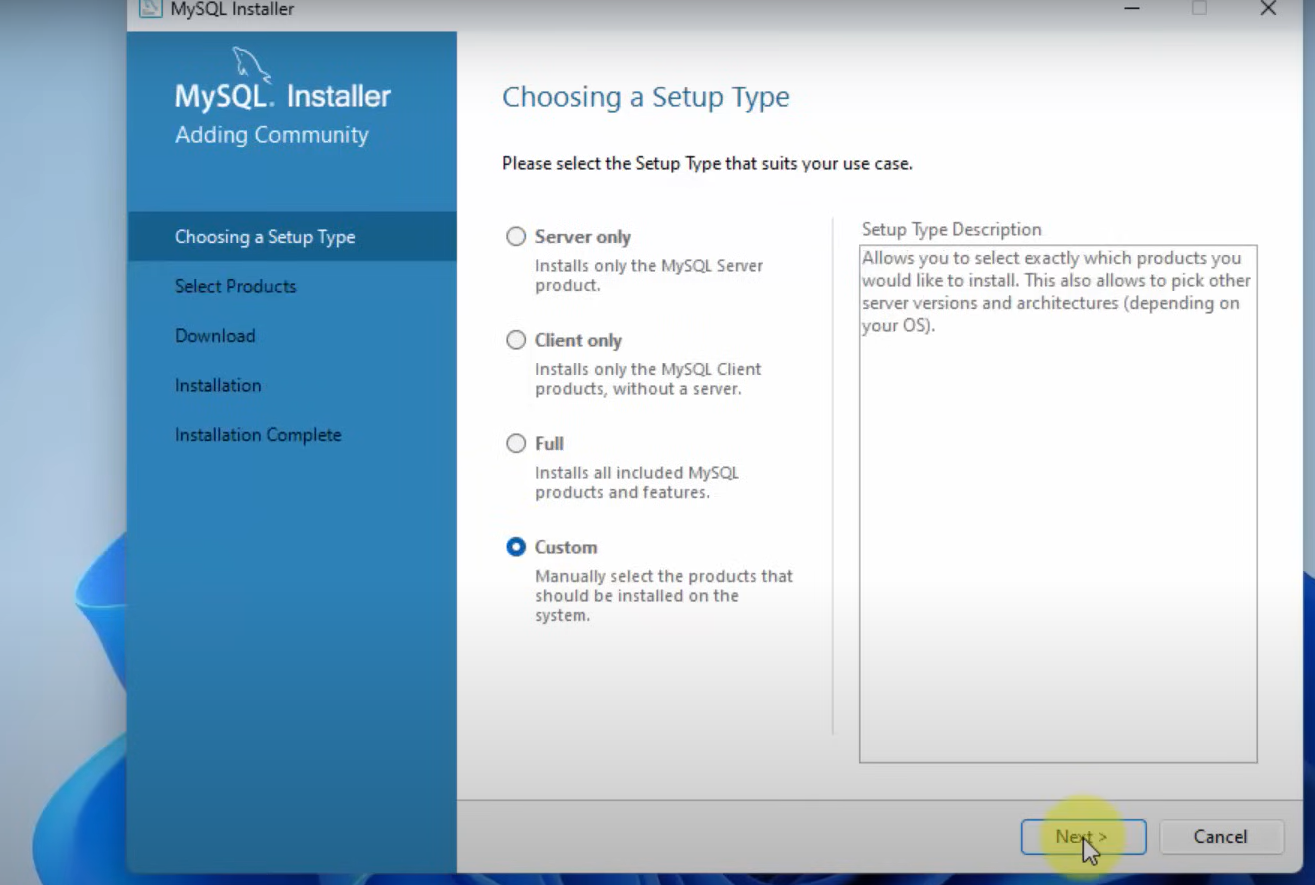 MySQL Installer
MySQL. Installer
Adding Community
Choosing a Setup Type
Select Products
Download
Installation
Installation Complete
Choosing a Setup Type
Please select the Setup Type that suits your use case.
Server only
Installs only the MySQL Server
product.
Client only
Installs only the MySQL Client
products, without a server.
Full
Installs all included MySQL
products and features.
Custom
Manually select the products that
should be installed on the
system.
Setup Type Description
Allows you to select exactly which products you
would like to install. This also allows to pick other
server versions and architectures (depending on
your OS).
Next >
Cancel